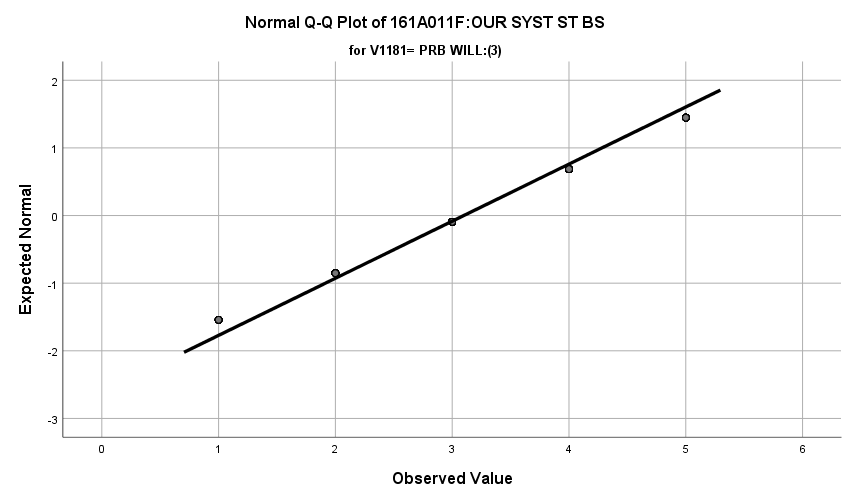 Normal Q-Q Plot of 161A011F:OUR SYST ST BS
for V1181= PRB WILL:(3)
2
1
0
-1
-2
-3
Expected Normal
0 1 2 3 4 5 6
Observed Value